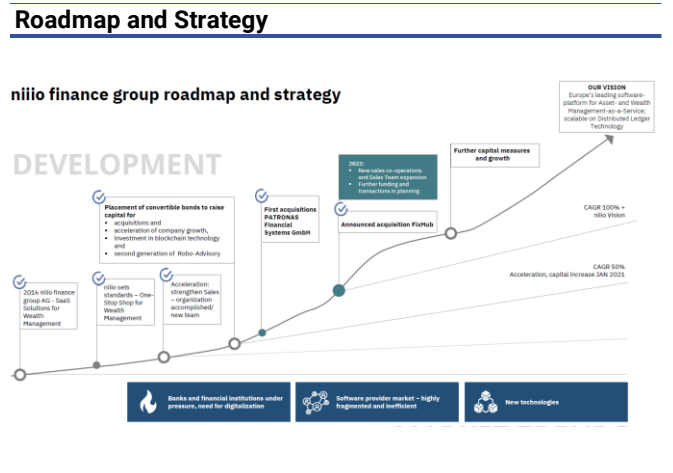 Roadmap and Strategy
niiio finance group roadmap and strategy
OUR VISION
Europe's leading software-
platform for Asset- and Wealth
Management-as-a-Service;
scalable on Distributed Ledger
Technology
DEVELOPMENT
Further capital measures
and growth
2022:
• New sales co-operations
and Sales Team expansion
• Further funding and
transactions in planning
Placement of convertible bonds to raise
capital for
• acquisitions and
• acceleration of company growth,
• investment in blockchain technology
and
• second generation of Robo-Advisory
First acquisitions
PATRONAS
Financial
Systems GmbH
Announced acquisition FixHub
CAGR 100% +
niiio Vision
CAGR 50%
Acceleration, capital increase JAN 2021
2016 niiio finance
group AG - SaaS
Solutions for
Wealth
Management
niiio sets
standards – One-
Stop Shop for
Wealth
Management
Acceleration:
strengthen Sales
– organization
accomplished/
new team
Banks and financial institutions under
pressure, need for digitalization
Software provider market – highly
fragmented and inefficient
New technologies